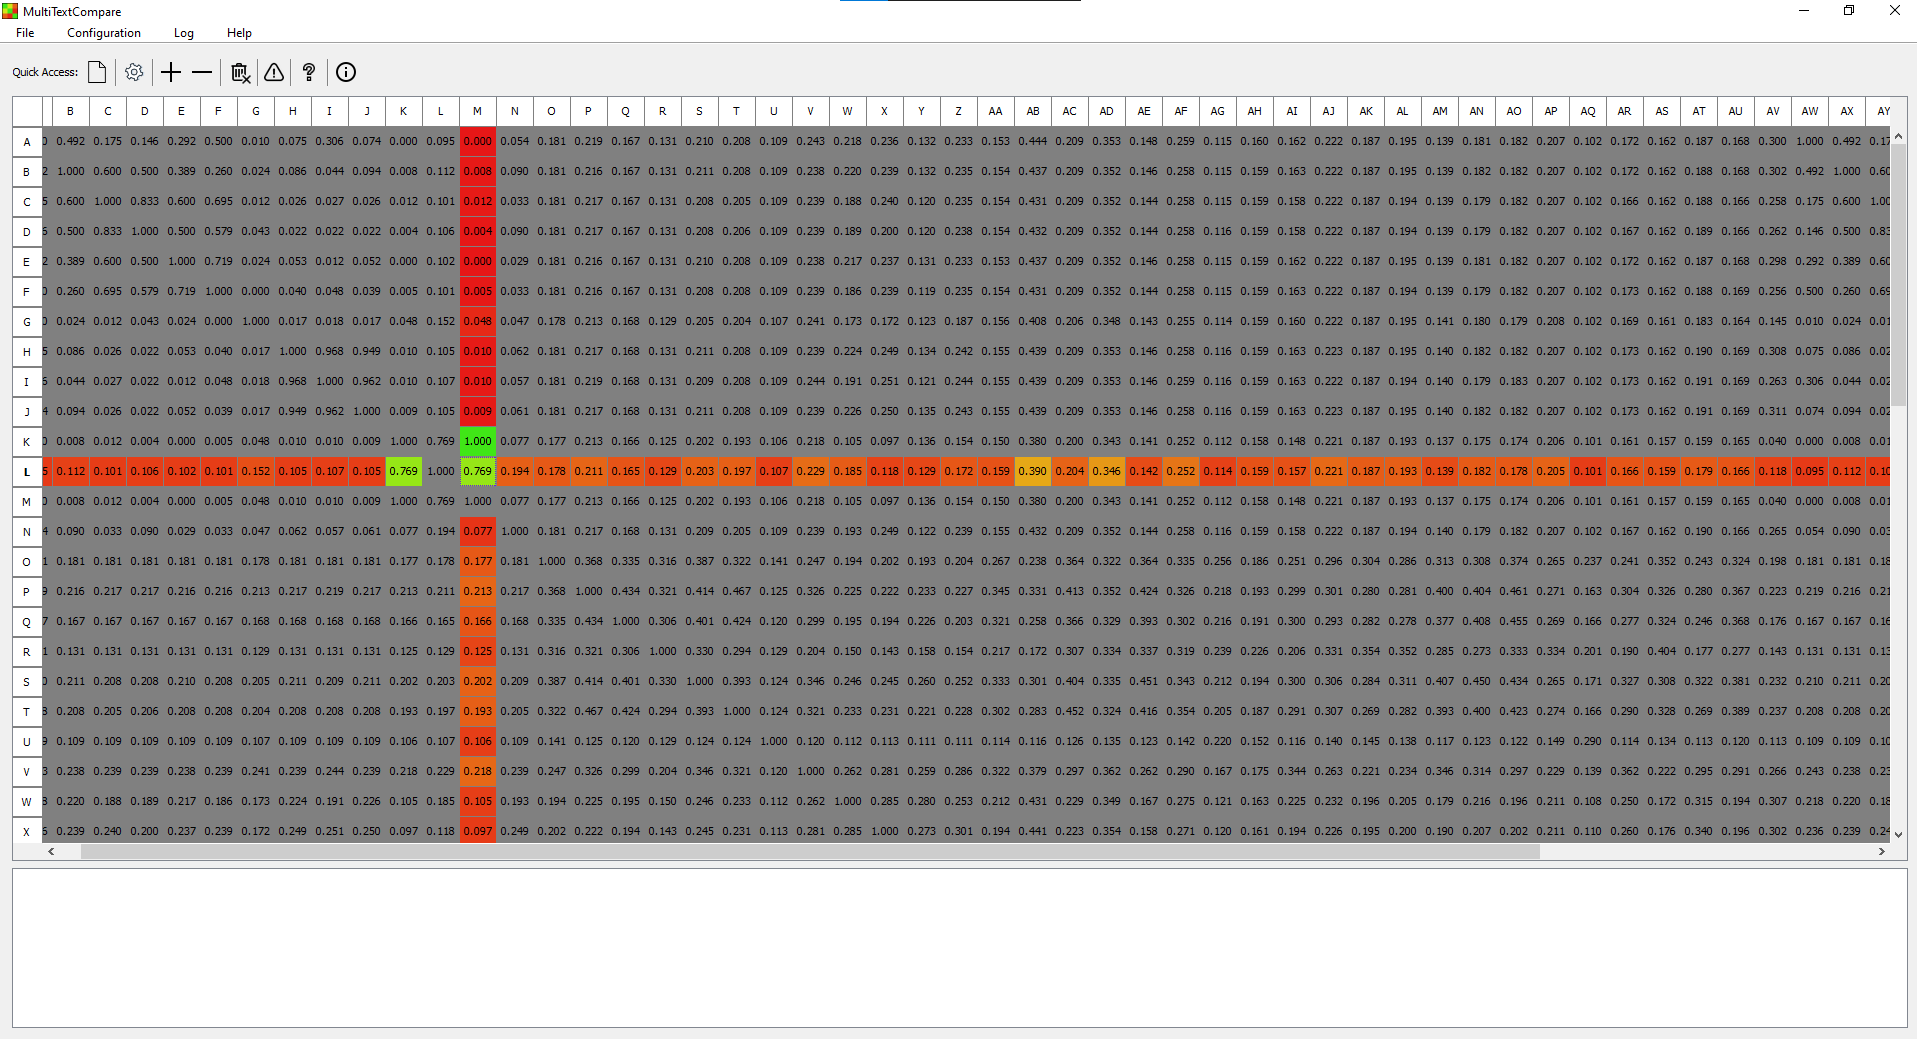 MultiTextCompare
File Configuration Log Help
Quick Access:
B C D E F G H I J K L M N O P Q R S T U V W X Y Z AA AB AC AD AE AF AG AH AI AJ AK AL AM AN AO AP AQ AR AS AT AU AV AW AX AY
A 0 0.492 0.175 0.146 0.292 0.500 0.010 0.075 0.306 0.074 0.000 0.095 0.000 0.054 0.181 0.219 0.167 0.131 0.210 0.208 0.109 0.243 0.218 0.236 0.132 0.233 0.153 0.444 0.209 0.353 0.148 0.259 0.115 0.160 0.162 0.222 0.187 0.195 0.139 0.181 0.182 0.207 0.102 0.172 0.162 0.187 0.168 0.300 1.000 0.492 0.17
B 2 1.000 0.600 0.500 0.389 0.260 0.024 0.086 0.044 0.094 0.008 0.112 0.008 0.090 0.181 0.216 0.167 0.131 0.211 0.208 0.109 0.238 0.220 0.239 0.132 0.235 0.154 0.437 0.209 0.352 0.146 0.258 0.115 0.159 0.163 0.222 0.187 0.195 0.139 0.182 0.182 0.207 0.102 0.172 0.162 0.188 0.168 0.302 0.492 1.000 0.60
C 5 0.600 1.000 0.833 0.600 0.695 0.012 0.026 0.027 0.026 0.012 0.101 0.012 0.033 0.181 0.217 0.167 0.131 0.208 0.205 0.109 0.239 0.188 0.240 0.120 0.235 0.154 0.431 0.209 0.352 0.144 0.258 0.115 0.159 0.158 0.222 0.187 0.194 0.139 0.179 0.182 0.207 0.102 0.166 0.162 0.188 0.166 0.258 0.175 0.600 1.00
D 6 0.500 0.833 1.000 0.500 0.579 0.043 0.022 0.022 0.022 0.004 0.106 0.004 0.090 0.181 0.217 0.167 0.131 0.208 0.206 0.109 0.239 0.189 0.200 0.120 0.238 0.154 0.432 0.209 0.352 0.144 0.258 0.116 0.159 0.158 0.222 0.187 0.194 0.139 0.179 0.182 0.207 0.102 0.167 0.162 0.189 0.166 0.262 0.146 0.500 0.83
E 2 0.389 0.600 0.500 1.000 0.719 0.024 0.053 0.012 0.052 0.000 0.102 0.000 0.029 0.181 0.216 0.167 0.131 0.210 0.208 0.109 0.238 0.217 0.237 0.131 0.233 0.153 0.437 0.209 0.352 0.146 0.258 0.115 0.159 0.162 0.222 0.187 0.195 0.139 0.181 0.182 0.207 0.102 0.172 0.162 0.187 0.168 0.298 0.292 0.389 0.60
F 0 0.260 0.695 0.579 0.719 1.000 0.000 0.040 0.048 0.039 0.005 0.101 0.005 0.033 0.181 0.216 0.167 0.131 0.208 0.208 0.109 0.239 0.186 0.239 0.119 0.235 0.154 0.431 0.209 0.352 0.144 0.258 0.115 0.159 0.163 0.222 0.187 0.194 0.139 0.179 0.182 0.207 0.102 0.173 0.162 0.188 0.169 0.256 0.500 0.260 0.69
G 0 0.024 0.012 0.043 0.024 0.000 1.000 0.017 0.018 0.017 0.048 0.152 0.048 0.047 0.178 0.213 0.168 0.129 0.205 0.204 0.107 0.241 0.173 0.172 0.123 0.187 0.156 0.408 0.206 0.348 0.143 0.255 0.114 0.159 0.160 0.222 0.187 0.195 0.141 0.180 0.179 0.208 0.102 0.169 0.161 0.183 0.164 0.145 0.010 0.024 0.01
H 5 0.086 0.026 0.022 0.053 0.040 0.017 1.000 0.968 0.949 0.010 0.105 0.010 0.062 0.181 0.217 0.168 0.131 0.211 0.208 0.109 0.239 0.224 0.249 0.134 0.242 0.155 0.439 0.209 0.353 0.146 0.258 0.116 0.159 0.163 0.223 0.187 0.195 0.140 0.182 0.182 0.207 0.102 0.173 0.162 0.190 0.169 0.308 0.075 0.086 0.02
I 6 0.044 0.027 0.022 0.012 0.048 0.018 0.968 1.000 0.962 0.010 0.107 0.010 0.057 0.181 0.219 0.168 0.131 0.209 0.208 0.109 0.244 0.191 0.251 0.121 0.244 0.155 0.439 0.209 0.353 0.146 0.259 0.116 0.159 0.163 0.222 0.187 0.194 0.140 0.179 0.183 0.207 0.102 0.173 0.162 0.191 0.169 0.263 0.306 0.044 0.02
J 4 0.094 0.026 0.022 0.052 0.039 0.017 0.949 0.962 1.000 0.009 0.105 0.009 0.061 0.181 0.217 0.168 0.131 0.211 0.208 0.109 0.239 0.226 0.250 0.135 0.243 0.155 0.439 0.209 0.353 0.146 0.258 0.116 0.159 0.163 0.223 0.187 0.195 0.140 0.182 0.182 0.207 0.102 0.173 0.162 0.191 0.169 0.311 0.074 0.094 0.02
K 0 0.008 0.012 0.004 0.000 0.005 0.048 0.010 0.010 0.009 1.000 0.769 1.000 0.077 0.177 0.213 0.166 0.125 0.202 0.193 0.106 0.218 0.105 0.097 0.136 0.154 0.150 0.380 0.200 0.343 0.141 0.252 0.112 0.158 0.148 0.221 0.187 0.193 0.137 0.175 0.174 0.206 0.101 0.161 0.157 0.159 0.165 0.040 0.000 0.008 0.01
L 5 0.112 0.101 0.106 0.102 0.101 0.152 0.105 0.107 0.105 0.769 1.000 0.769 0.194 0.178 0.211 0.165 0.129 0.203 0.197 0.107 0.229 0.185 0.118 0.129 0.172 0.159 0.390 0.204 0.346 0.142 0.252 0.114 0.159 0.157 0.221 0.187 0.193 0.139 0.182 0.178 0.205 0.101 0.166 0.159 0.179 0.166 0.118 0.095 0.112 0.10
M 0 0.008 0.012 0.004 0.000 0.005 0.048 0.010 0.010 0.009 1.000 0.769 1.000 0.077 0.177 0.213 0.166 0.125 0.202 0.193 0.106 0.218 0.105 0.097 0.136 0.154 0.150 0.380 0.200 0.343 0.141 0.252 0.112 0.158 0.148 0.221 0.187 0.193 0.137 0.175 0.174 0.206 0.101 0.161 0.157 0.159 0.165 0.040 0.000 0.008 0.01
N 4 0.090 0.033 0.090 0.029 0.033 0.047 0.062 0.057 0.061 0.077 0.194 0.077 1.000 0.181 0.217 0.168 0.131 0.209 0.205 0.109 0.239 0.193 0.249 0.122 0.239 0.155 0.432 0.209 0.352 0.144 0.258 0.116 0.159 0.158 0.222 0.187 0.194 0.140 0.179 0.182 0.207 0.102 0.167 0.162 0.190 0.166 0.265 0.054 0.090 0.03
O 1 0.181 0.181 0.181 0.181 0.181 0.178 0.181 0.181 0.181 0.177 0.178 0.177 0.181 1.000 0.368 0.335 0.316 0.387 0.322 0.141 0.247 0.194 0.202 0.193 0.204 0.267 0.238 0.364 0.322 0.364 0.335 0.256 0.186 0.251 0.296 0.304 0.286 0.313 0.308 0.374 0.265 0.237 0.241 0.352 0.243 0.324 0.198 0.181 0.181 0.18
P 9 0.216 0.217 0.217 0.216 0.216 0.213 0.217 0.219 0.217 0.213 0.211 0.213 0.217 0.368 1.000 0.434 0.321 0.414 0.467 0.125 0.326 0.225 0.222 0.233 0.227 0.345 0.331 0.413 0.352 0.424 0.326 0.218 0.193 0.299 0.301 0.280 0.281 0.400 0.404 0.461 0.271 0.163 0.304 0.326 0.280 0.367 0.223 0.219 0.216 0.21
Q 7 0.167 0.167 0.167 0.167 0.167 0.168 0.168 0.168 0.168 0.166 0.165 0.166 0.168 0.335 0.434 1.000 0.306 0.401 0.424 0.120 0.299 0.195 0.194 0.226 0.203 0.321 0.258 0.366 0.329 0.393 0.302 0.216 0.191 0.300 0.293 0.282 0.278 0.377 0.408 0.455 0.269 0.166 0.277 0.324 0.246 0.368 0.176 0.167 0.167 0.16
R 1 0.131 0.131 0.131 0.131 0.131 0.129 0.131 0.131 0.131 0.125 0.129 0.125 0.131 0.316 0.321 0.306 1.000 0.330 0.294 0.129 0.204 0.150 0.143 0.158 0.154 0.217 0.172 0.307 0.334 0.337 0.319 0.239 0.226 0.206 0.331 0.354 0.352 0.285 0.273 0.333 0.334 0.201 0.190 0.404 0.177 0.277 0.143 0.131 0.131 0.13
S 0 0.211 0.208 0.208 0.210 0.208 0.205 0.211 0.209 0.211 0.202 0.203 0.202 0.209 0.387 0.414 0.401 0.330 1.000 0.393 0.124 0.346 0.246 0.245 0.260 0.252 0.333 0.301 0.404 0.335 0.451 0.343 0.212 0.194 0.300 0.306 0.284 0.311 0.407 0.450 0.434 0.265 0.171 0.327 0.308 0.322 0.381 0.232 0.210 0.211 0.20
T 8 0.208 0.205 0.206 0.208 0.208 0.204 0.208 0.208 0.208 0.193 0.197 0.193 0.205 0.322 0.467 0.424 0.294 0.393 1.000 0.124 0.321 0.233 0.231 0.221 0.228 0.302 0.283 0.452 0.324 0.416 0.354 0.205 0.187 0.291 0.307 0.269 0.282 0.393 0.400 0.423 0.274 0.166 0.290 0.328 0.269 0.389 0.237 0.208 0.208 0.20
U 9 0.109 0.109 0.109 0.109 0.109 0.107 0.109 0.109 0.109 0.106 0.107 0.106 0.109 0.141 0.125 0.120 0.129 0.124 0.124 1.000 0.120 0.112 0.113 0.111 0.111 0.114 0.116 0.126 0.135 0.123 0.142 0.220 0.152 0.116 0.140 0.145 0.138 0.117 0.123 0.122 0.149 0.290 0.114 0.134 0.113 0.120 0.113 0.109 0.109 0.10
V 3 0.238 0.239 0.239 0.238 0.239 0.241 0.239 0.244 0.239 0.218 0.229 0.218 0.239 0.247 0.326 0.299 0.204 0.346 0.321 0.120 1.000 0.262 0.281 0.259 0.286 0.322 0.379 0.297 0.362 0.262 0.290 0.167 0.175 0.344 0.263 0.221 0.234 0.346 0.314 0.297 0.229 0.139 0.362 0.222 0.295 0.291 0.266 0.243 0.238 0.23
W 8 0.220 0.188 0.189 0.217 0.186 0.173 0.224 0.191 0.226 0.105 0.185 0.105 0.193 0.194 0.225 0.195 0.150 0.246 0.233 0.112 0.262 1.000 0.285 0.280 0.253 0.212 0.431 0.229 0.349 0.167 0.275 0.121 0.163 0.225 0.232 0.196 0.205 0.179 0.216 0.196 0.211 0.108 0.250 0.172 0.315 0.194 0.307 0.218 0.220 0.18
X 6 0.239 0.240 0.200 0.237 0.239 0.172 0.249 0.251 0.250 0.097 0.118 0.097 0.249 0.202 0.222 0.194 0.143 0.245 0.231 0.113 0.281 0.285 1.000 0.273 0.301 0.194 0.441 0.223 0.354 0.158 0.271 0.120 0.161 0.194 0.226 0.195 0.200 0.190 0.207 0.202 0.211 0.110 0.260 0.176 0.340 0.196 0.302 0.236 0.239 0.24